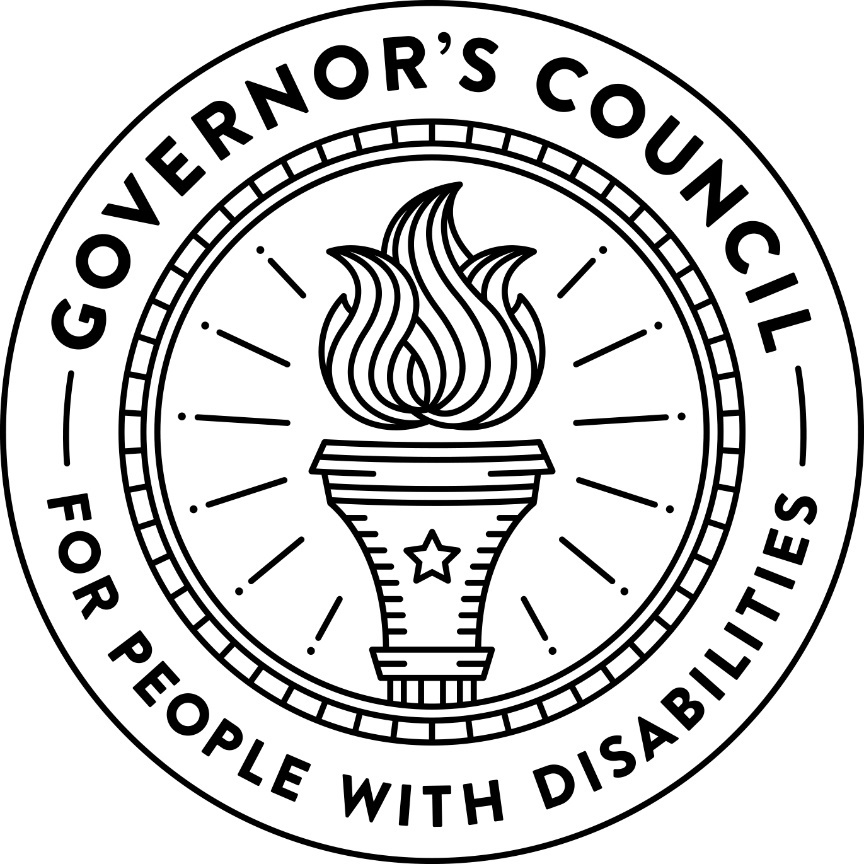 GOVERNOR'S COUNCIL
FOR PEOPLE WITH DISABILITIES